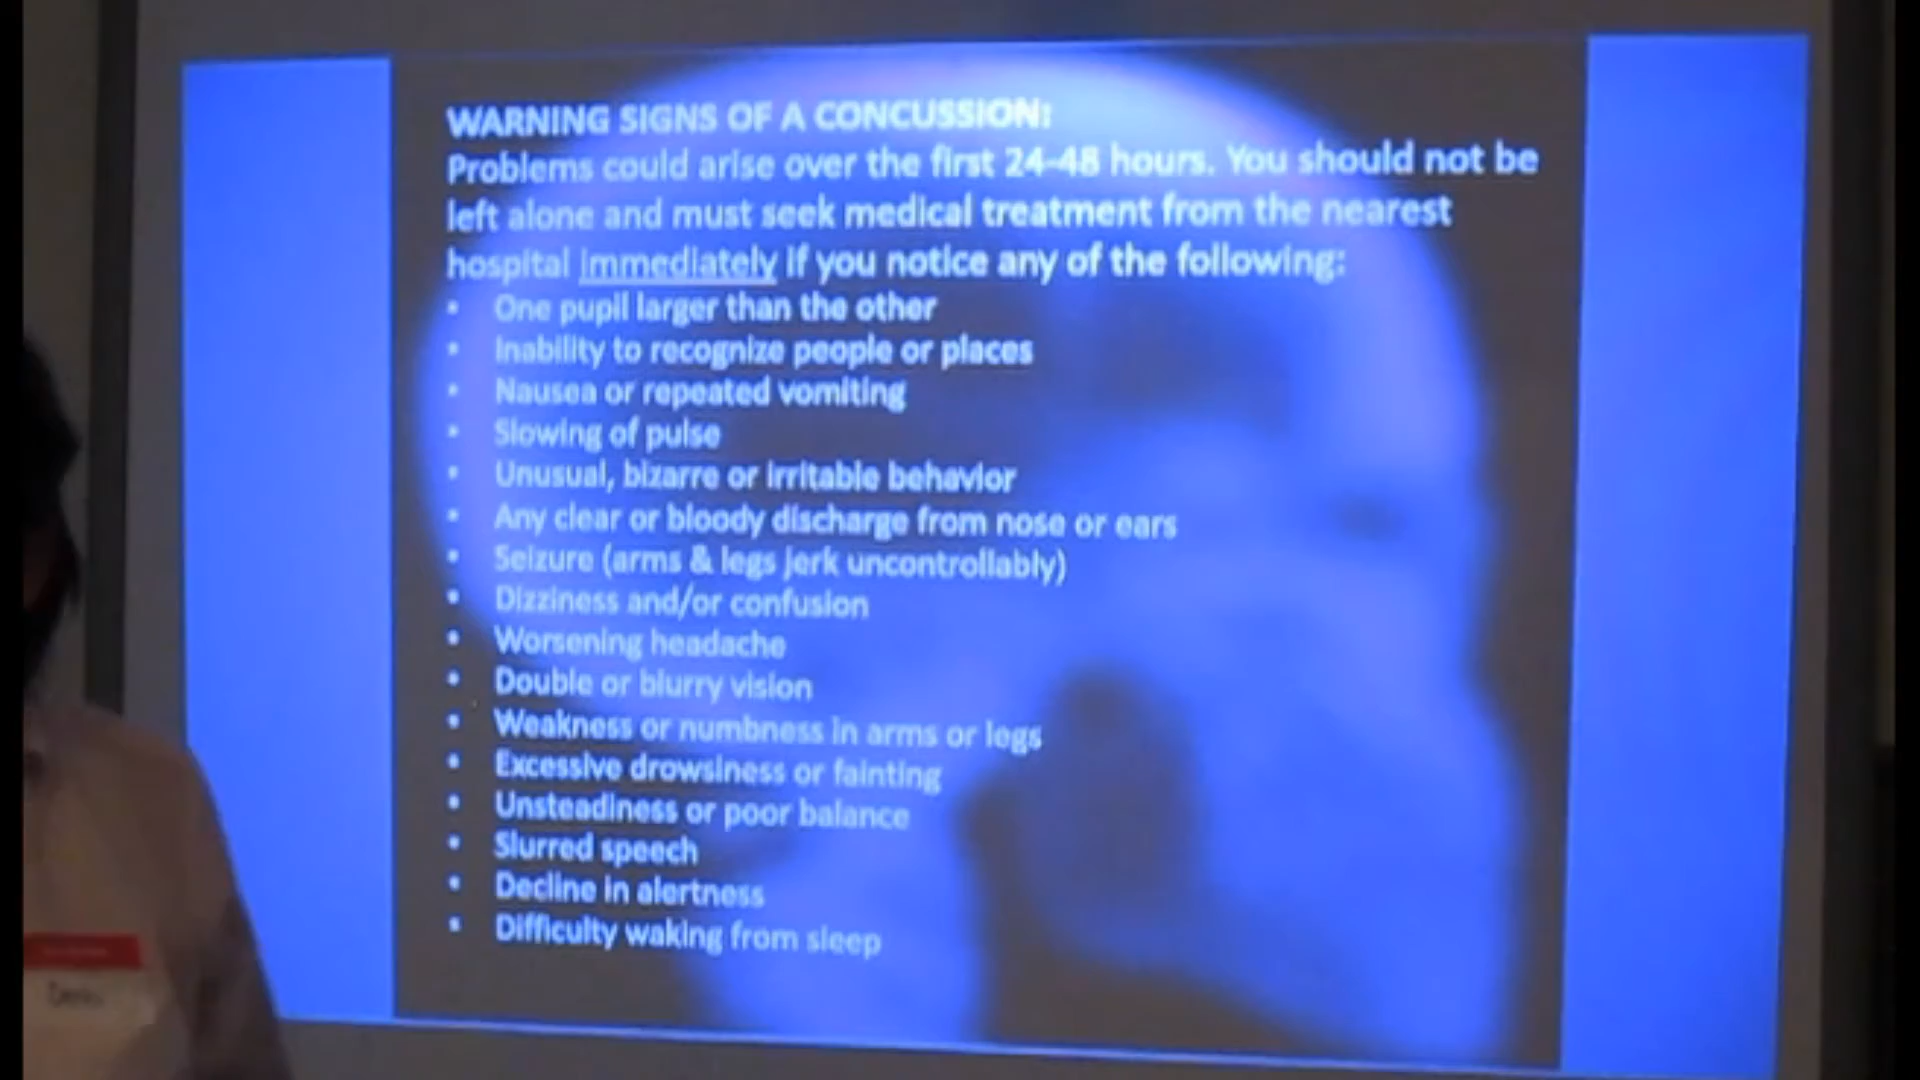 WARNING SIGNS OF A CONCUSSION:
Problems could arise over the first 24-48 hours. You should not be
left alone and must seek medical treatment from the nearest
hospital immediately if you notice any of the following:
• One pupil larger than the other
• Inability to recognize people or places
• Nausea or repeated vomiting
• Slowing of pulse
• Unusual, bizarre or irritable behavior
• Any clear or bloody discharge from nose or ears
• Seizure (arms & legs jerk uncontrollably)
• Dizziness and/or confusion
• Worsening headache
• Double or blurry vision
• Weakness or numbness in arms or legs
• Excessive drowsiness or fainting
• Unsteadiness or poor balance
• Slurred speech
• Decline in alertness
• Difficulty waking from sleep